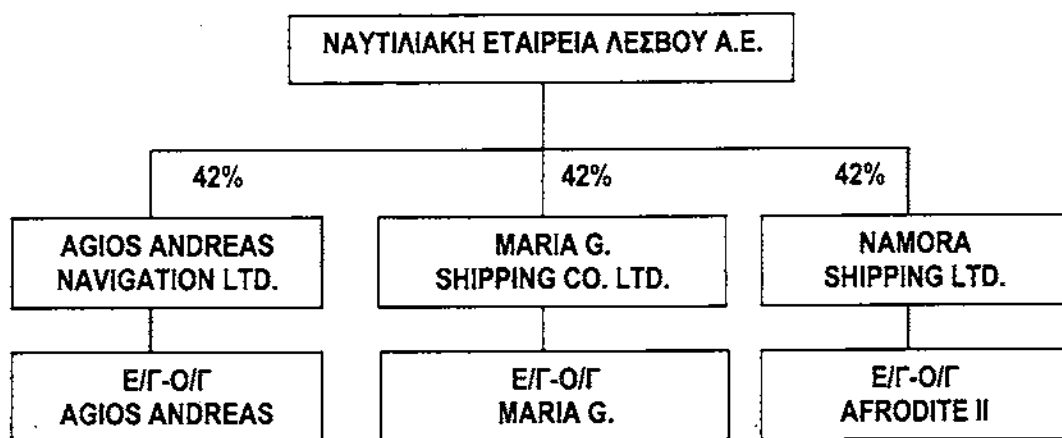 ΝΑΥΤΙΛΙΑΚΗ ΕΤΑΙΡΕΙΑ ΛΕΣΒΟΥ Α.Ε.
42%
42%
42%
AGIOS ANDREAS
NAVIGATION LTD.
MARIA G.
SHIPPING CO. LTD.
NAMORA
SHIPPING LTD.
Ε/Γ-Ο/Γ
AGIOS ANDREAS
Ε/Γ-Ο/Γ
MARIA G.
Ε/Γ-Ο/Γ
AFRODITE II